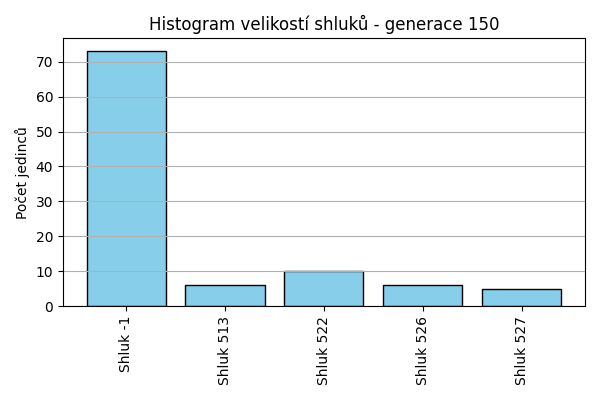 Histogram velikostí shluků - generace 150
Počet jedinců
70
60
50
40
30
20
10
0
Shluk -1
Shluk 513
Shluk 522
Shluk 526
Shluk 527